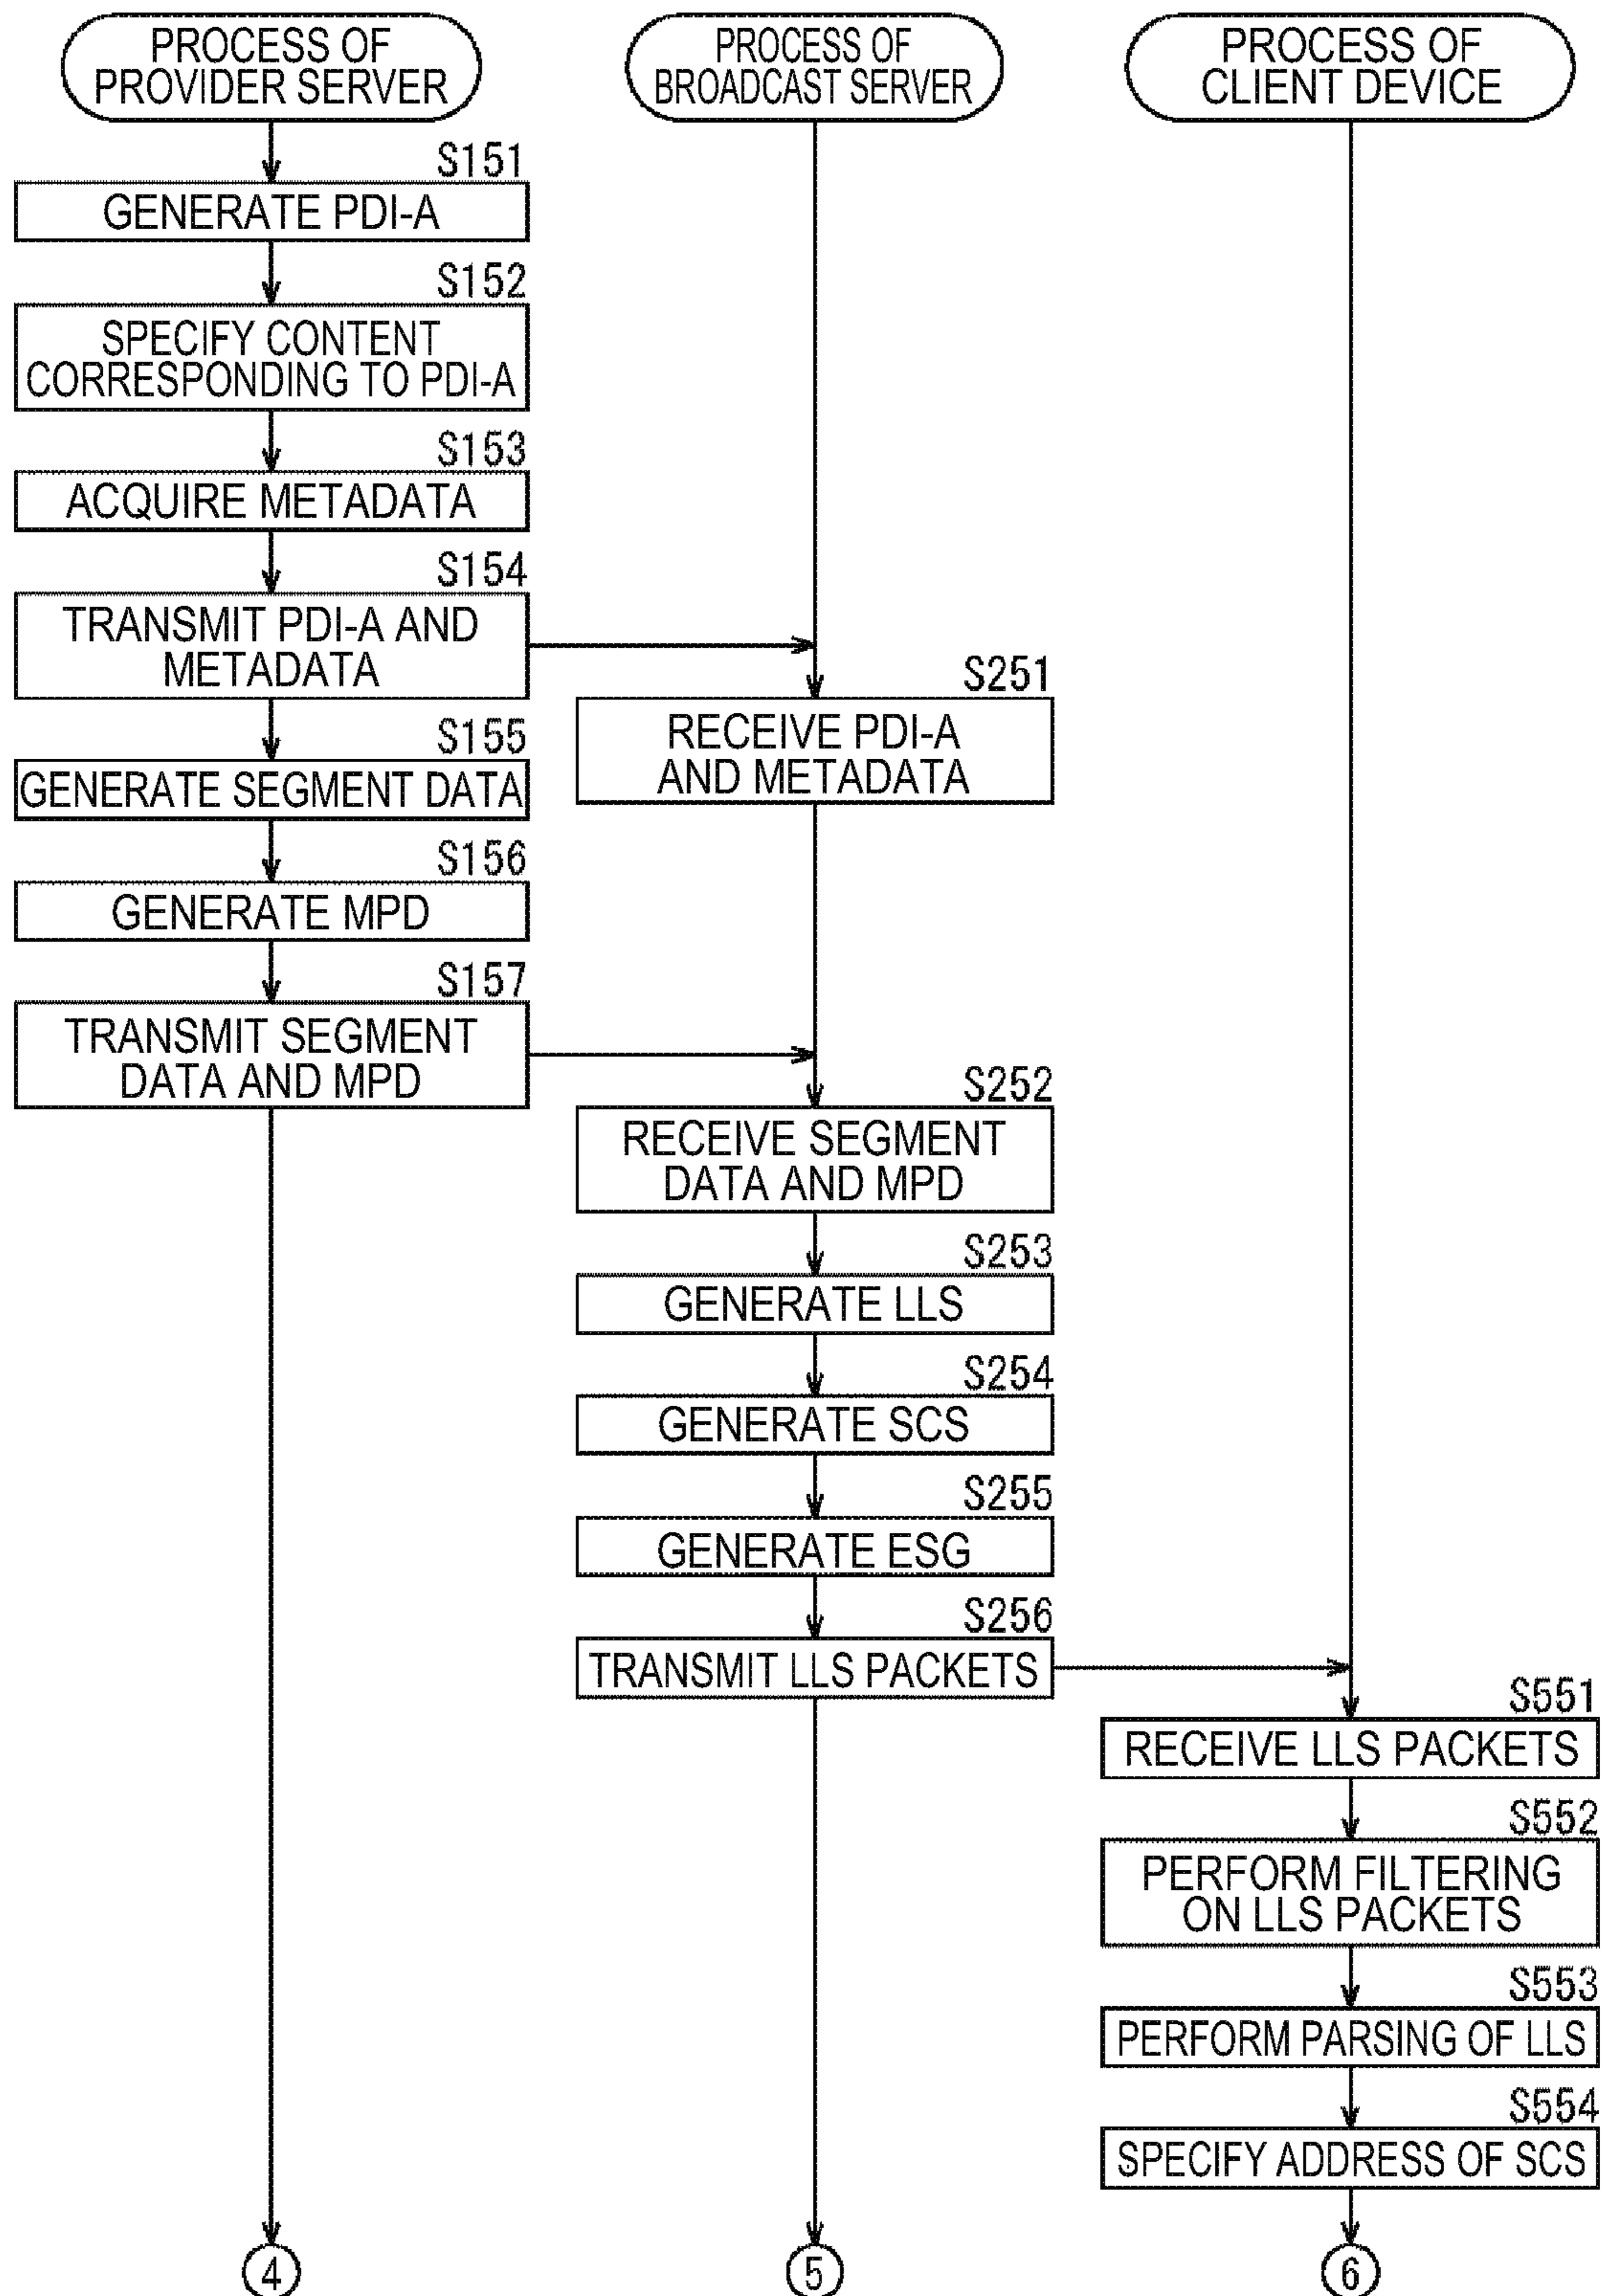 PROCESS OF
PROVIDER SERVER
PROCESS OF
BROADCAST SERVER
PROCESS OF
CLIENT DEVICE
S151
GENERATE PDI-A
S152
SPECIFY CONTENT
CORRESPONDING TO PDI-A
S153
ACQUIRE METADATA
S154
TRANSMIT PDI-A AND
METADATA
S251
RECEIVE PDI-A
AND METADATA
S155
GENERATE SEGMENT DATA
S156
GENERATE MPD
S157
TRANSMIT SEGMENT
DATA AND MPD
S252
RECEIVE SEGMENT
DATA AND MPD
S253
GENERATE LLS
S254
GENERATE SCS
S255
GENERATE ESG
S256
TRANSMIT LLS PACKETS
S551
RECEIVE LLS PACKETS
S552
PERFORM FILTERING
ON LLS PACKETS
S553
PERFORM PARSING OF LLS
S554
SPECIFY ADDRESS OF SCS
4
5
6